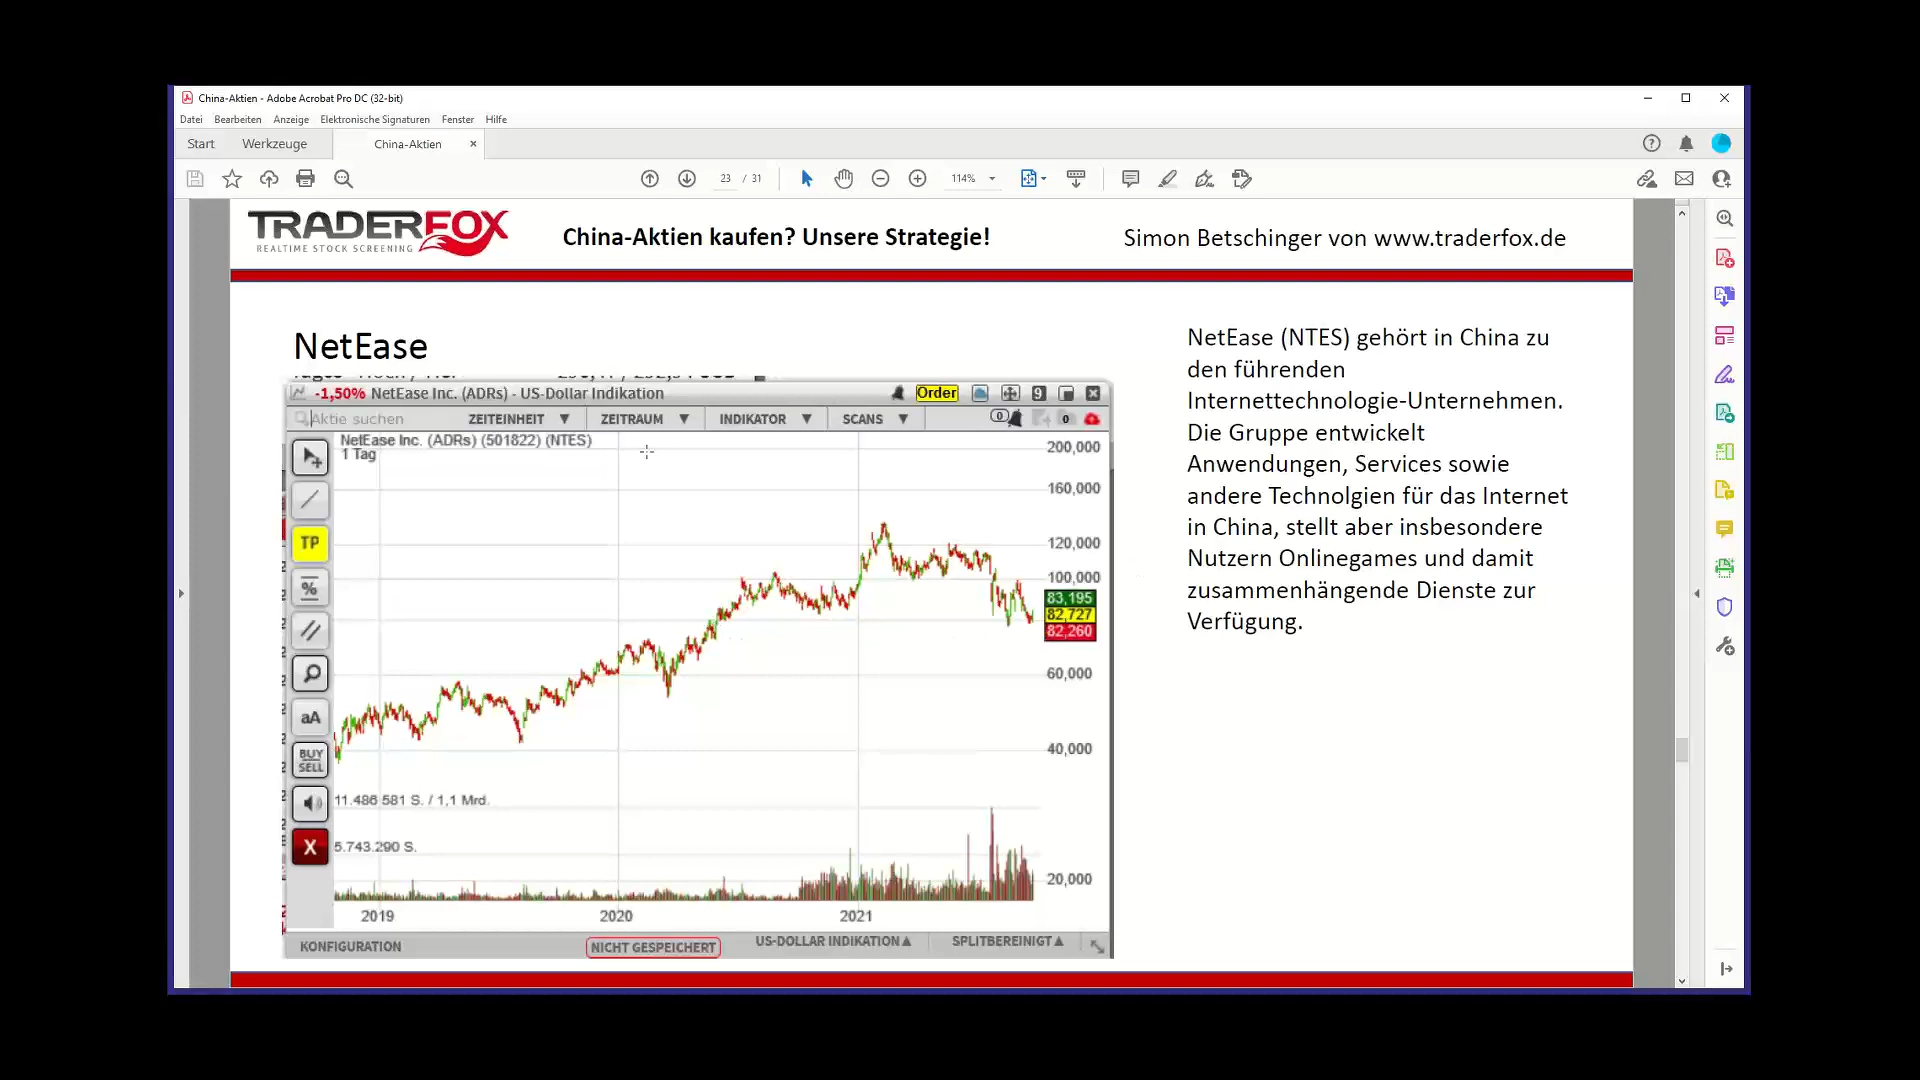 China-Aktien - Adobe Acrobat Pro DC (32-bit)
Datei Bearbeiten Anzeige Elektronische Signaturen Fenster Hilfe
Start Werkzeuge China-Aktien ×
23 / 31 114%
TRADERFOX
REALTIME STOCK SCREENING
China-Aktien kaufen? Unsere Strategie!
Simon Betschinger von www.traderfox.de
NetEase
-1,50% NetEase Inc. (ADRs) - US-Dollar Indikation
Order
9
Aktie suchen ZEITEINHEIT ▼ ZEITRAUM ▼ INDIKATOR ▼ SCANS ▼ 0 0
NetEase Inc. (ADRs) (501822) (NTES)
1 Tag
TP
%
aA
BUY
SELL
X
200,000
160,000
120,000
100,000
83,195
82,727
82,260
60,000
40,000
20,000
11.486 581 S. / 1,1 Mrd.
5.743.290 S.
2019 2020 2021
KONFIGURATION NICHT GESPEICHERT US-DOLLAR INDIKATION▲ SPLITBEREINIGT▲
NetEase (NTES) gehört in China zu
den führenden
Internettechnologie-Unternehmen.
Die Gruppe entwickelt
Anwendungen, Services sowie
andere Technolgien für das Internet
in China, stellt aber insbesondere
Nutzern Onlinegames und damit
zusammenhängende Dienste zur
Verfügung.